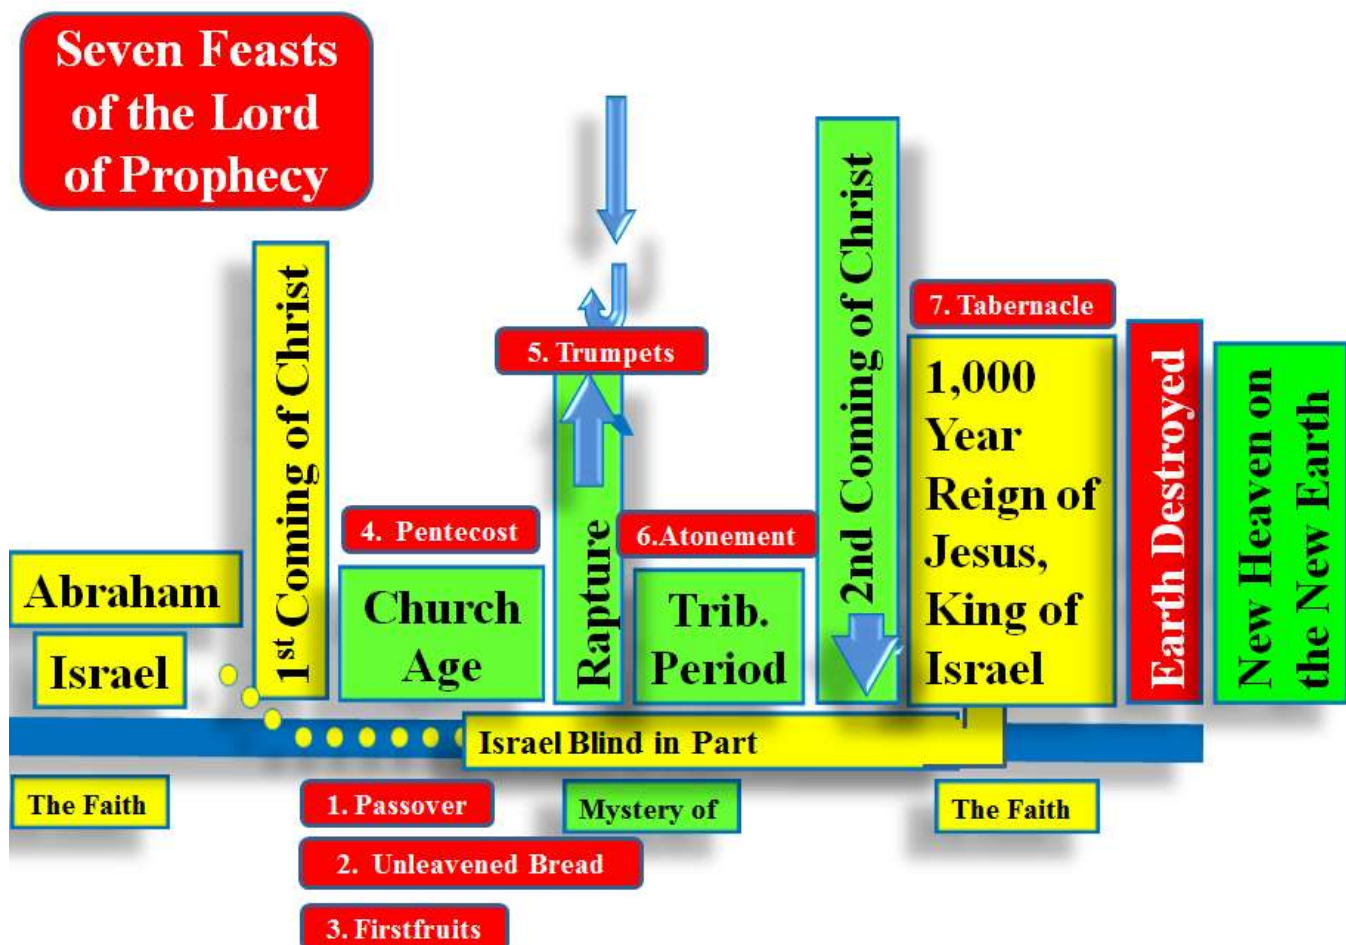 Seven Feasts
of the Lord
of Prophecy
Abraham
Israel
1st Coming of Christ
4. Pentecost
Church
Age
5. Trumpets
Rapture
6.Atonement
Trib.
Period
2nd Coming of Christ
7. Tabernacle
1,000
Year
Reign of
Jesus,
King of
Israel
Earth Destroyed
New Heaven on
the New Earth
Israel Blind in Part
The Faith
1. Passover
2. Unleavened Bread
3. Firstfruits
Mystery of
The Faith